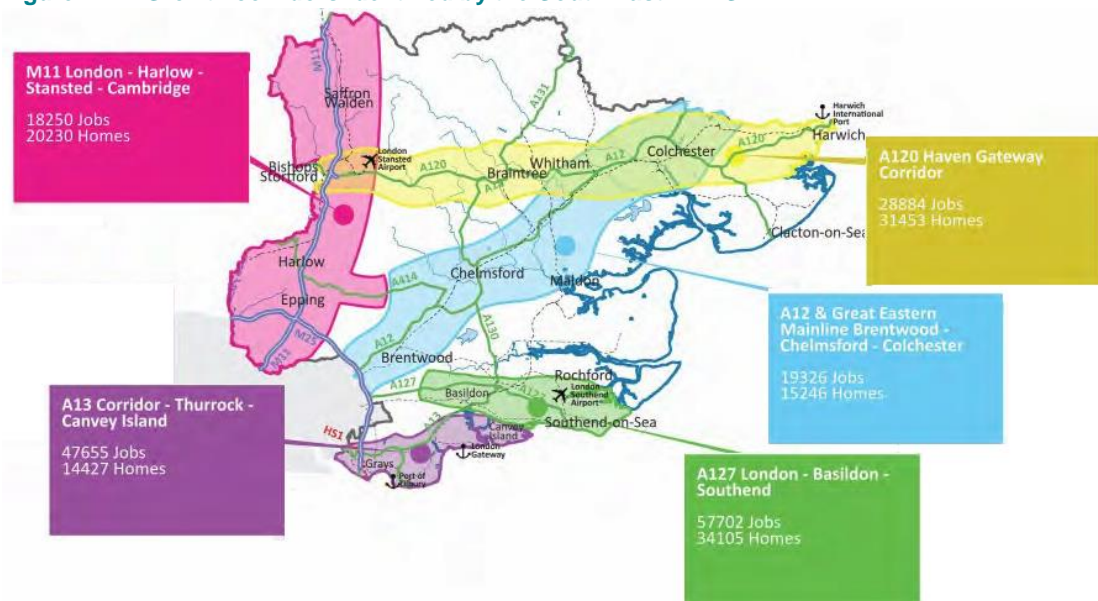 M11 London - Harlow -
Stansted - Cambridge
18250 Jobs
20230 Homes
M11
Saffron
Walden
A131
Harwich
International
Port
Harwich
A120
Colchester
A12
Whitham
Braintree
A120
London
Stansted
Airport
Bishops
Stortford
A120 Haven Gateway
Corridor
28884 Jobs
31453 Homes
Clacton-on-Sea
Harlow
Chelmsford
Maldon
A414
Epping
A12 & Great Eastern
Mainline Brentwood -
Chelmsford - Colchester
19326 Jobs
15246 Homes
M25
M11
A12
A130
Brentwood
Rochford
A127
Basildon
London
Southend
Airport
A127
Southend-on-Sea
A13 Corridor - Thurrock -
Canvey Island
47655 Jobs
14427 Homes
HS1
A13
Canvey
Island
London
Gateway
Grays
Port of
Tilbury
A127 London - Basildon -
Southend
57702 Jobs
34105 Homes